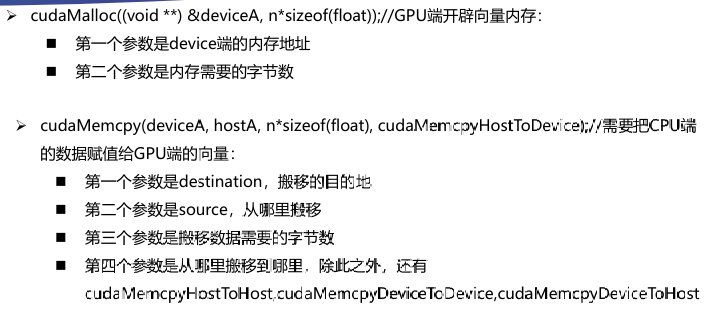 ➢ cudaMalloc((void **) &deviceA, n*sizeof(float));//GPU端开辟向量内存：
■ 第一个参数是device端的内存地址
■ 第二个参数是内存需要的字节数
➢ cudaMemcpy(deviceA, hostA, n*sizeof(float), cudaMemcpyHostToDevice);//需要把CPU端
的数据赋值给GPU端的向量：
■ 第一个参数是destination，搬移的目的地
■ 第二个参数是source，从哪里搬移
■ 第三个参数是搬移数据需要的字节数
■ 第四个参数是从哪里搬移到哪里，除此之外，还有
cudaMemcpyHostToHost,cudaMemcpyDeviceToDevice,cudaMemcpyDeviceToHost